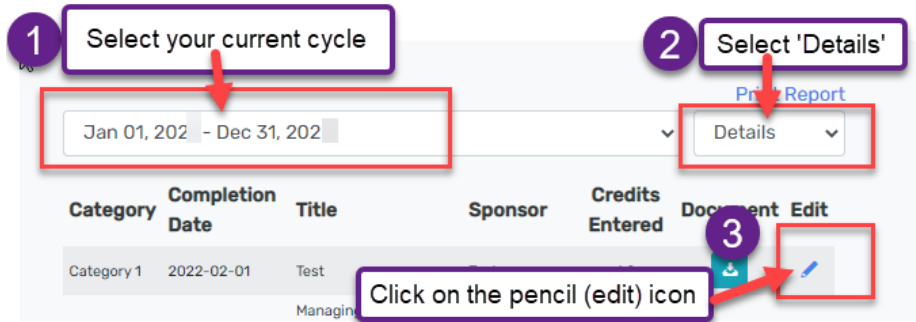 1 Select your current cycle
2 Select 'Details'
Print Report
Jan 01, 202 - Dec 31, 202
Details
Category Completion Date Title Sponsor Credits Entered Document Edit
3
Category 1 2022-02-01 Test
Click on the pencil (edit) icon
Managing